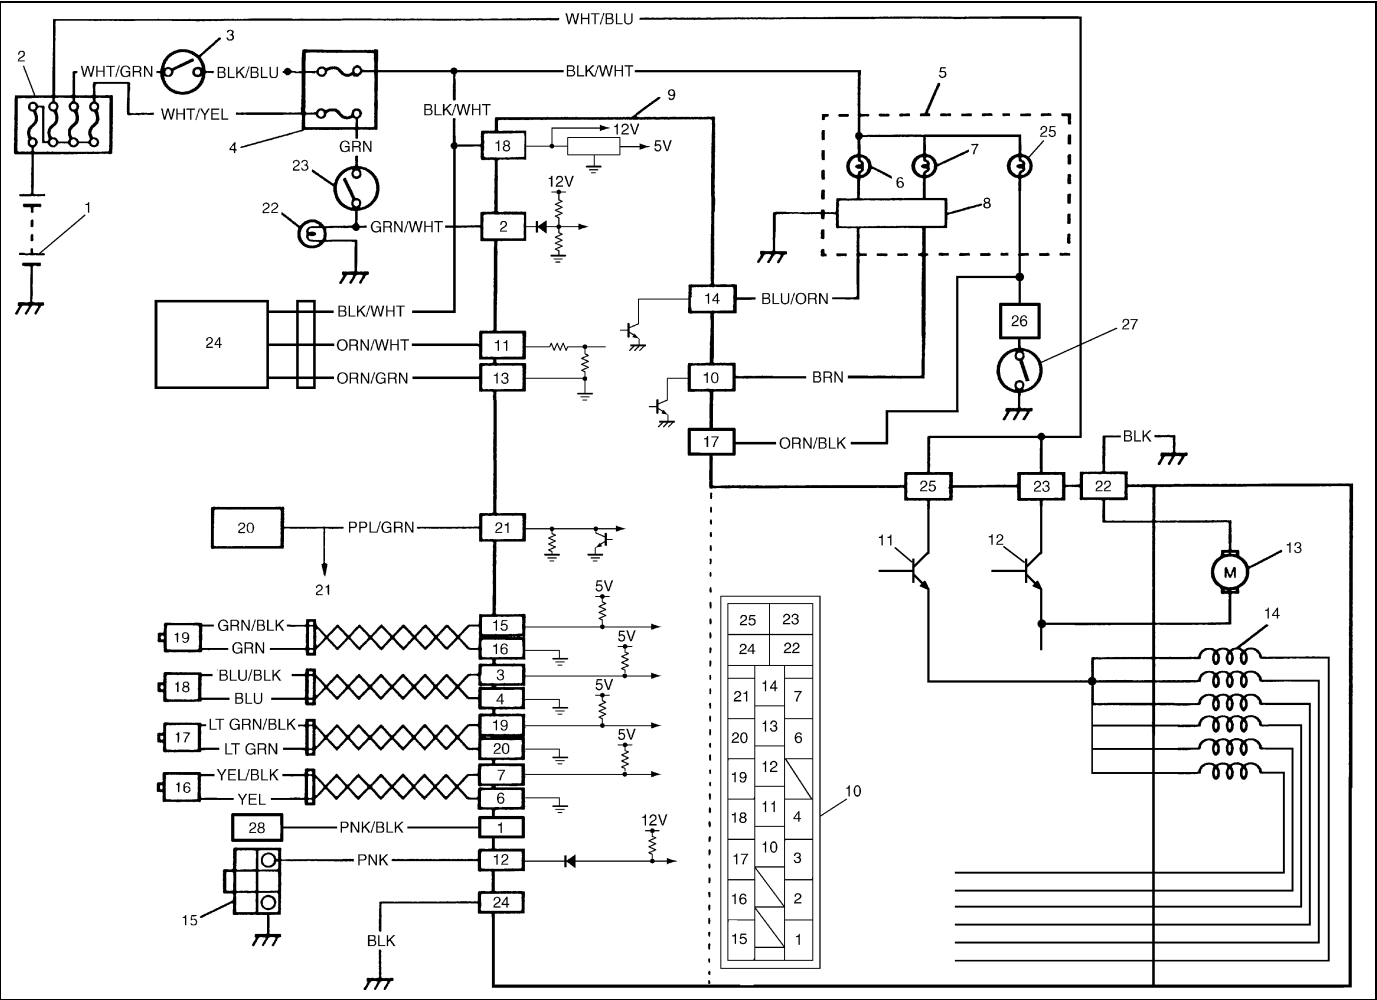 WHT/BLU
3
2
WHT/GRN
BLK/BLU
BLK/WHT
5
9
BLK/WHT
WHT/YEL
12V
25
4
GRN
18
5V
7
23
12V
6
22
8
1
GRN/WHT
2
14
BLU/ORN
BLK/WHT
26
27
24
ORN/WHT
11
ORN/GRN
13
10
BRN
17
ORN/BLK
BLK
25
23
22
20
PPL/GRN
21
11
12
13
M
21
5V
GRN/BLK
15
19
GRN
16
5V
14
BLU/BLK
3
18
BLU
4
5V
LT GRN/BLK
19
17
LT GRN
20
5V
YEL/BLK
7
16
YEL
6
28
PNK/BLK
1
12V
PNK
12
15
24
BLK
25
23
24
22
14
21
7
13
20
6
12
19
11
18
4
10
17
3
16
2
15
1
10